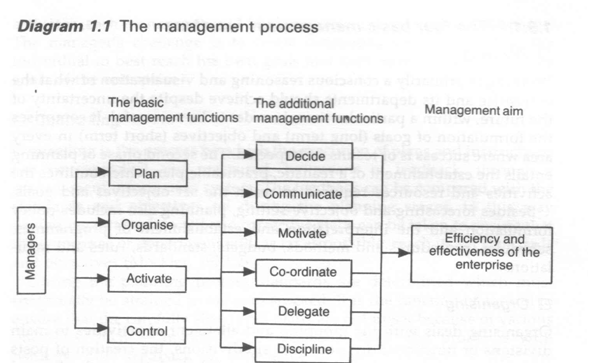 Diagram 1.1 The management process
The basic
management functions
The additional
management functions
Management aim
Managers
Plan
Organise
Activate
Control
Decide
Communicate
Motivate
Co-ordinate
Delegate
Discipline
Efficiency and
effectiveness of the
enterprise